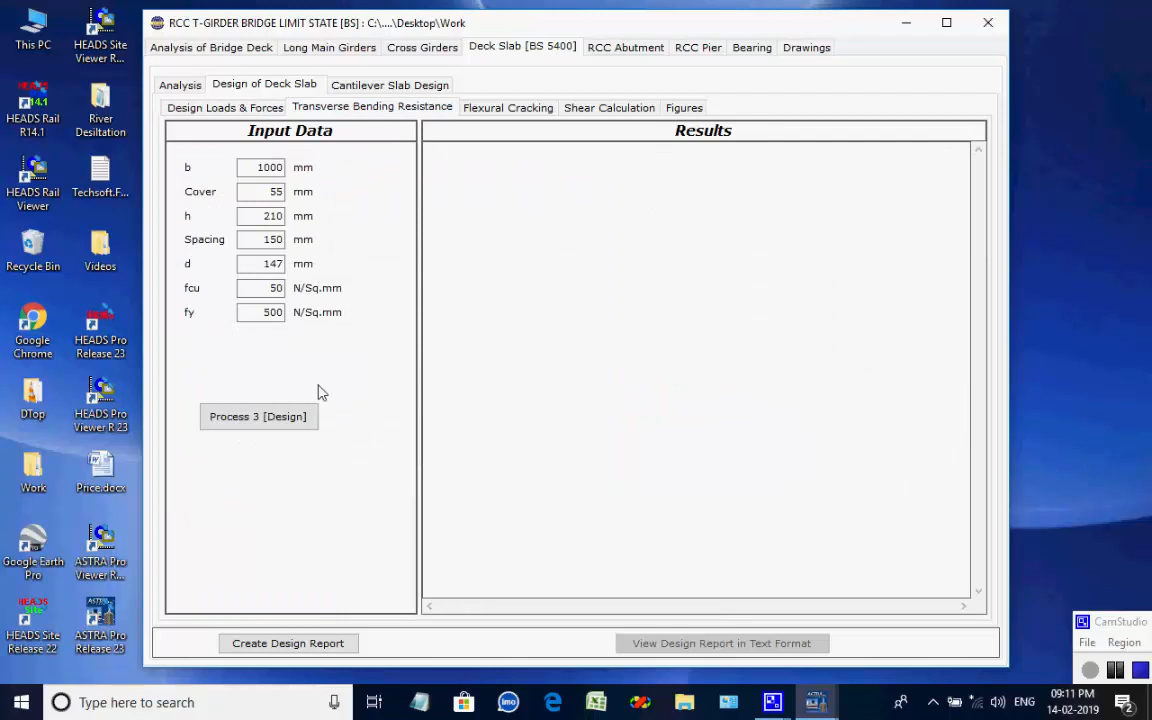 RCC T-GIRDER BRIDGE LIMIT STATE [BS] : C:\....\Desktop\Work
Analysis of Bridge Deck Long Main Girders Cross Girders Deck Slab [BS 5400] RCC Abutment RCC Pier Bearing Drawings
Analysis Design of Deck Slab Cantilever Slab Design
Design Loads & Forces Transverse Bending Resistance Flexural Cracking Shear Calculation Figures
Input Data
b 1000 mm
Cover 55 mm
h 210 mm
Spacing 150 mm
d 147 mm
fcu 50 N/Sq.mm
fy 500 N/Sq.mm
Process 3 [Design]
Results
Create Design Report View Design Report in Text Format
This PC
HEADS Site
Viewer R...
HEADS Rail
R14.1
River
Desiltation
HEADS Rail
Viewer
Techsoft.F...
Recycle Bin
Videos
Google
Chrome
HEADS Pro
Release 23
DTop
HEADS Pro
Viewer R 23
Work
Price.docx
Google Earth
Pro
ASTRA Pro
Viewer R...
HEADS Site
Release 22
ASTRA Pro
Release 23
CamStudio
File Region
Type here to search
imo
ENG
09:11 PM
14-02-2019
2